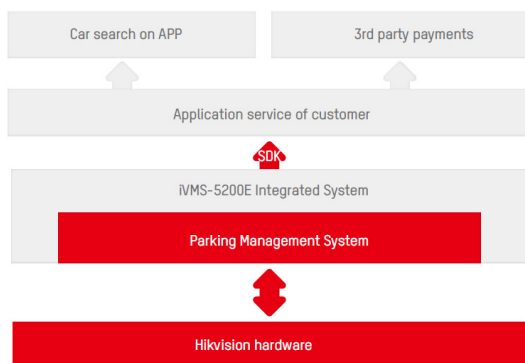 Car search on APP
3rd party payments
Application service of customer
SDK
iVMS-5200E Integrated System
Parking Management System
Hikvision hardware